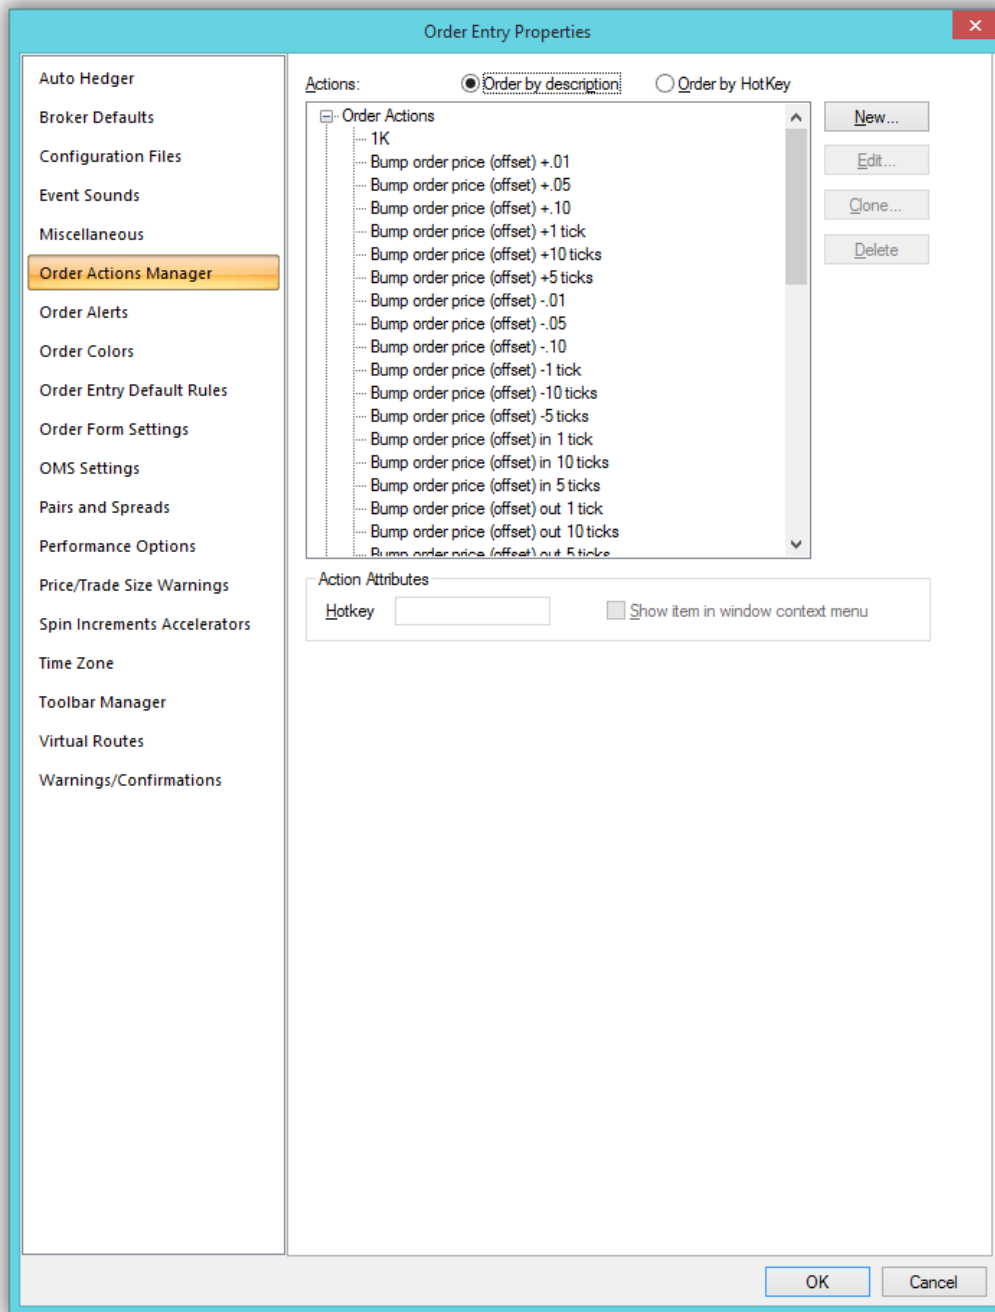 Order Entry Properties
Auto Hedger
Broker Defaults
Configuration Files
Event Sounds
Miscellaneous
Order Actions Manager
Order Alerts
Order Colors
Order Entry Default Rules
Order Form Settings
OMS Settings
Pairs and Spreads
Performance Options
Price/Trade Size Warnings
Spin Increments Accelerators
Time Zone
Toolbar Manager
Virtual Routes
Warnings/Confirmations
Actions: Order by description Order by HotKey
Order Actions
1K
Bump order price (offset) +.01
Bump order price (offset) +.05
Bump order price (offset) +.10
Bump order price (offset) +1 tick
Bump order price (offset) +10 ticks
Bump order price (offset) +5 ticks
Bump order price (offset) -.01
Bump order price (offset) -.05
Bump order price (offset) -.10
Bump order price (offset) -1 tick
Bump order price (offset) -10 ticks
Bump order price (offset) -5 ticks
Bump order price (offset) in 1 tick
Bump order price (offset) in 10 ticks
Bump order price (offset) in 5 ticks
Bump order price (offset) out 1 tick
Bump order price (offset) out 10 ticks
Bump order price (offset) out 5 ticks
New...
Edit...
Clone...
Delete
Action Attributes
Hotkey
Show item in window context menu
OK
Cancel